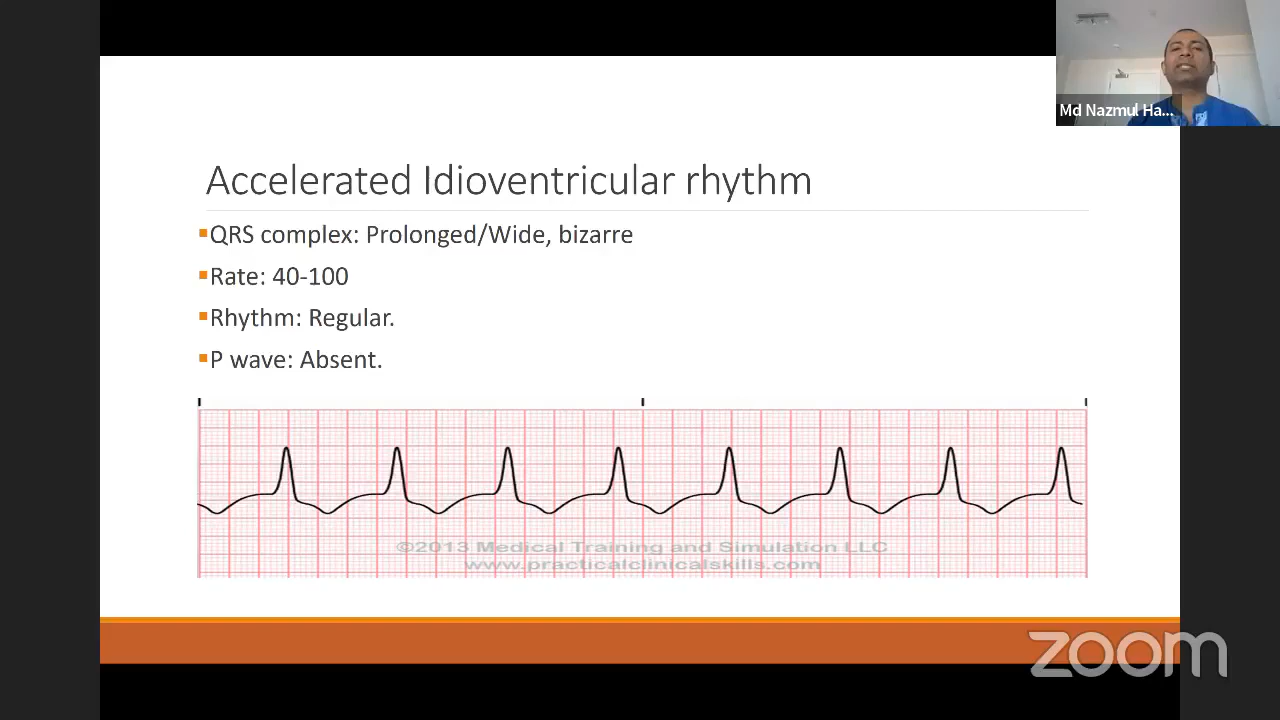 Md Nazmul Ha...
Accelerated Idioventricular rhythm
QRS complex: Prolonged/Wide, bizarre
Rate: 40-100
Rhythm: Regular.
P wave: Absent.
©2013 Medical Training and Simulation LLC
www.practicalclinicalskills.com
zoom